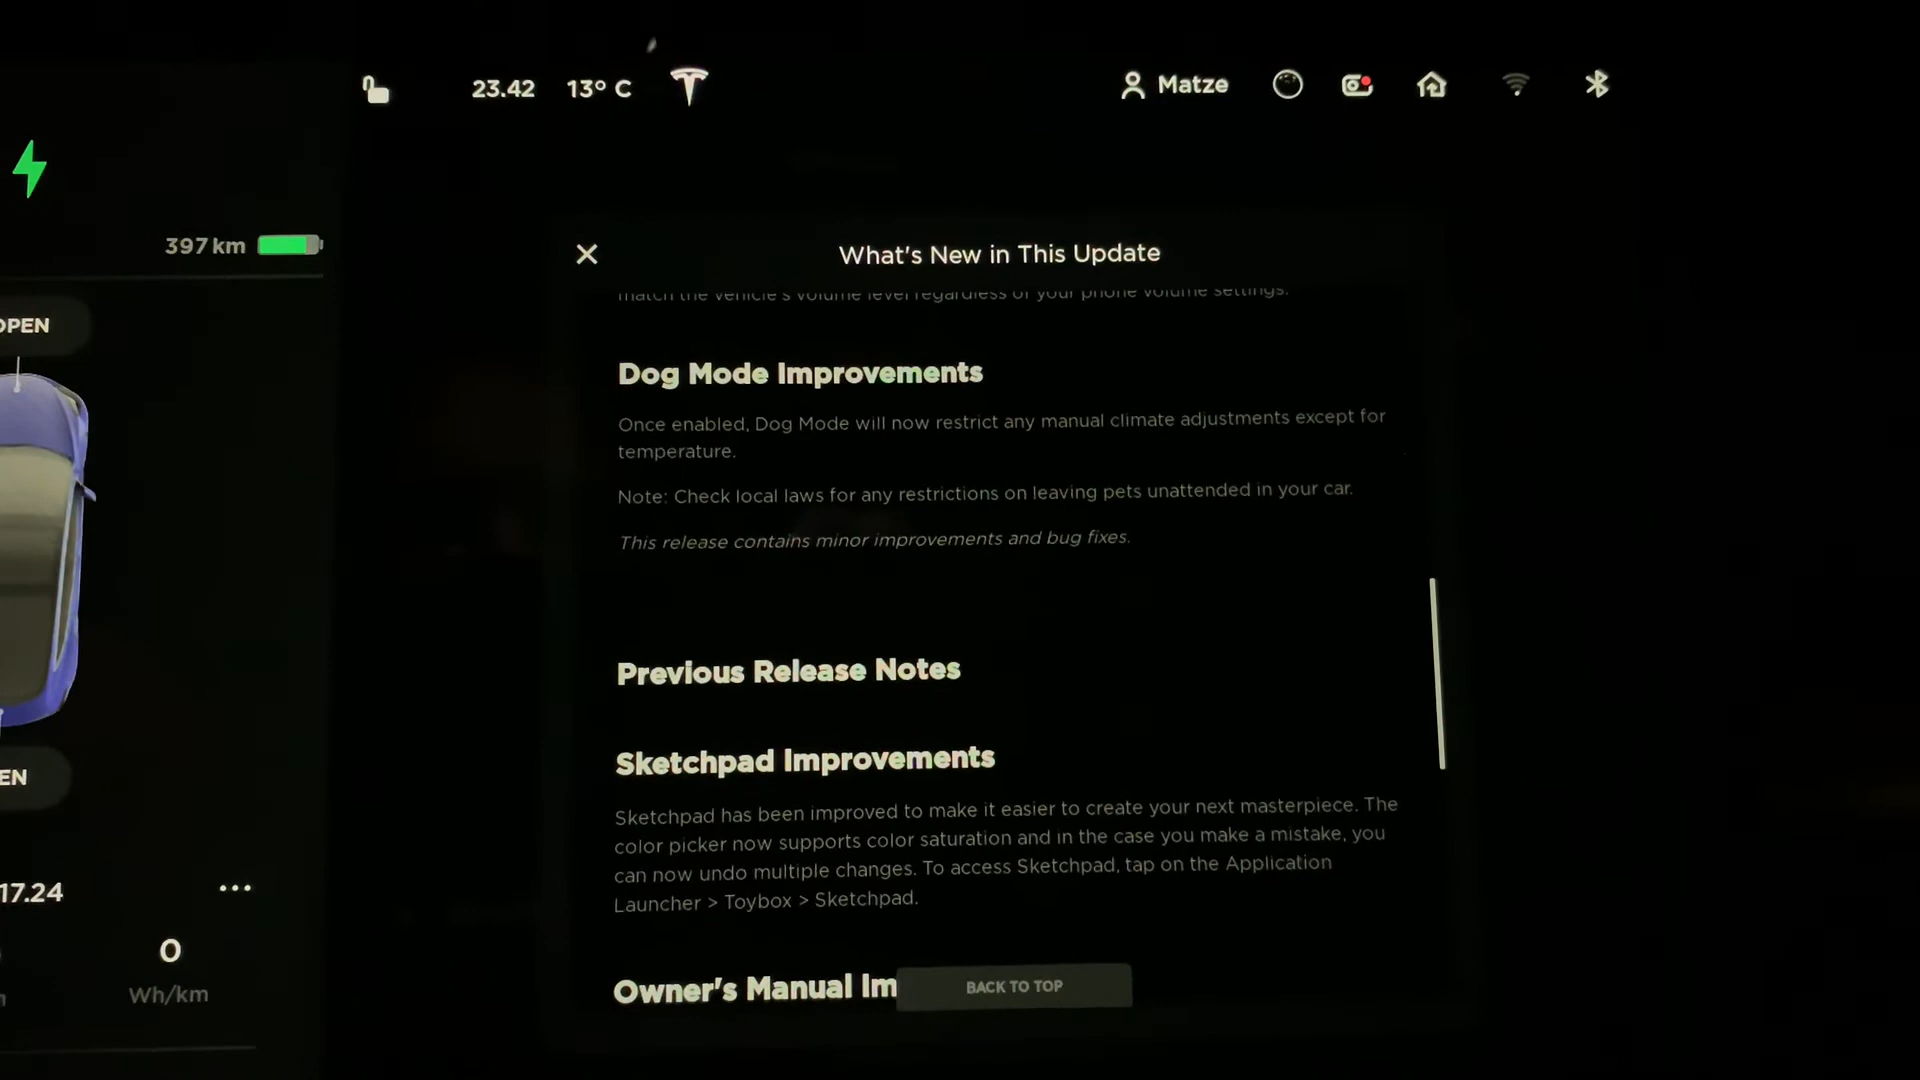 23.42 13° C Matze
397 km
OPEN
What's New in This Update
match the vehicle's volume level regardless of your phone volume settings.
Dog Mode Improvements
Once enabled, Dog Mode will now restrict any manual climate adjustments except for
temperature.
Note: Check local laws for any restrictions on leaving pets unattended in your car.
This release contains minor improvements and bug fixes.
Previous Release Notes
Sketchpad Improvements
EN
Sketchpad has been improved to make it easier to create your next masterpiece. The
color picker now supports color saturation and in the case you make a mistake, you
can now undo multiple changes. To access Sketchpad, tap on the Application
Launcher > Toybox > Sketchpad.
17.24 •••
0
Wh/km
Owner's Manual Im
BACK TO TOP